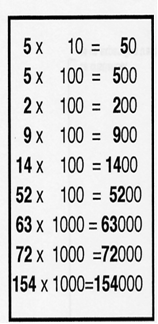 5 x 10 = 50
5 x 100 = 500
2 x 100 = 200
9 x 100 = 900
14 x 100 = 1400
52 x 100 = 5200
63 x 1000 = 63000
72 x 1000 =72000
154 x 1000=154000